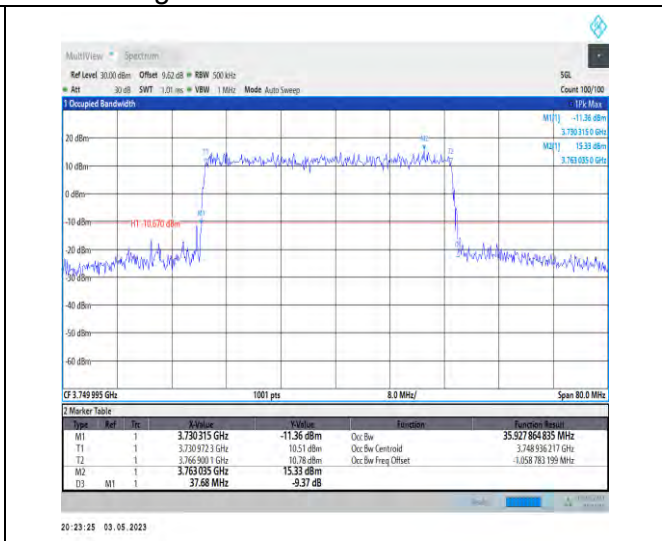 MultiView Spectrum
Ref Level 30.00 dBm Offset 9.62 dB RBW 500 kHz SGL
Att 30 dB SWT 1.01 ms VBW 1 MHz Mode Auto Sweep Count 100/100
1 Occupied Bandwidth 1Pk Max
M1[1] -11.36 dBm
3.730 315 0 GHz
M2[1] 15.33 dBm
3.763 035 0 GHz
20 dBm
10 dBm
0 dBm
-10 dBm
H1 -10.670 dBm
-20 dBm
-30 dBm
-40 dBm
-50 dBm
-60 dBm
T1
M2
T2
M1
CF 3.749 995 GHz 1001 pts 8.0 MHz/ Span 80.0 MHz
2 Marker Table
Type Ref Trc X-Value Y-Value Function Function Result
M1 1 3.730 315 GHz -11.36 dBm Occ Bw 35.927 864 835 MHz
T1 1 3.730 972 3 GHz 10.51 dBm Occ Bw Centroid 3.748 936 217 GHz
T2 1 3.766 900 1 GHz 10.78 dBm Occ Bw Freq Offset -1.058 783 199 MHz
M2 1 3.763 035 GHz 15.33 dBm
D3 M1 1 37.68 MHz -9.37 dB
20:23:25 03.05.2023